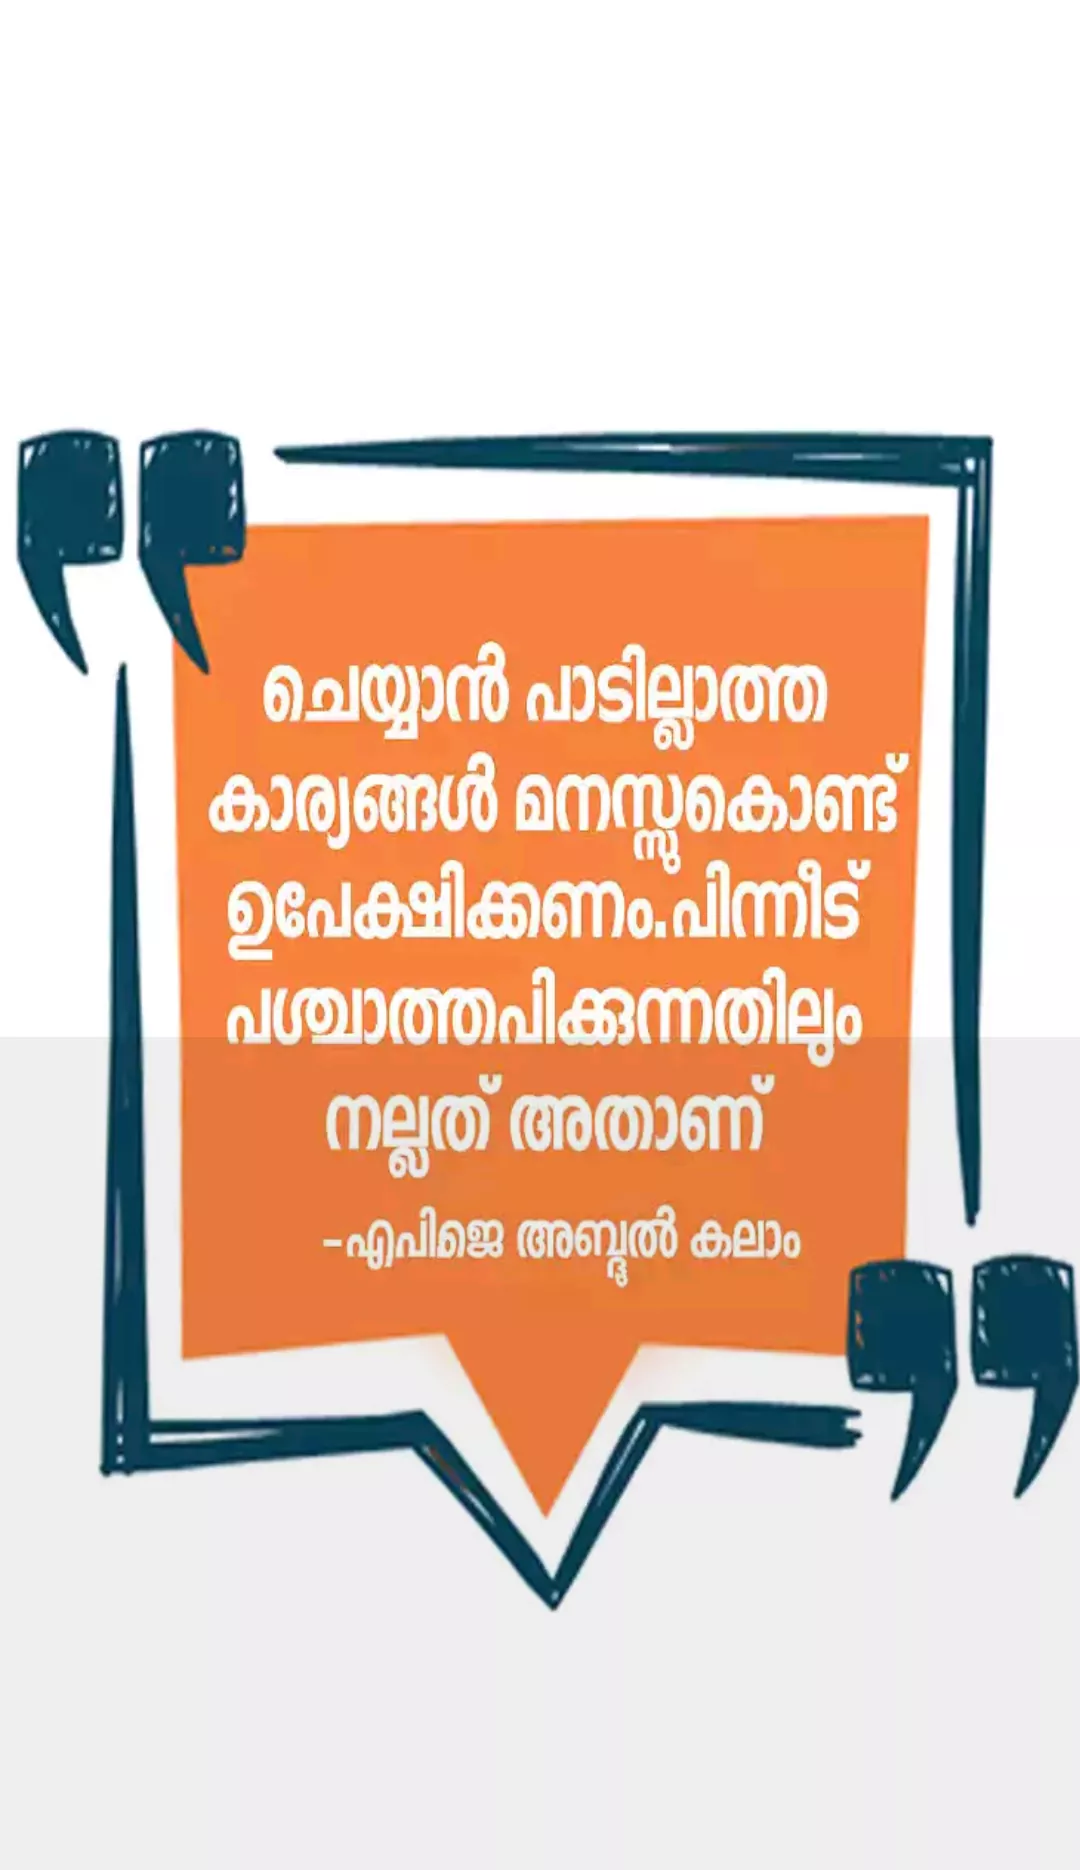 ചെയ്യാൻ പാടില്ലാത്ത
കാര്യങ്ങൾ മനസ്സുകൊണ്ട്
ഉപേക്ഷിക്കണം.പിന്നീട്
പശ്ചാത്തപിക്കുന്നതിലും
നല്ലത് അതാണ്
-എപിജെ അബ്ദുൽ കലാം